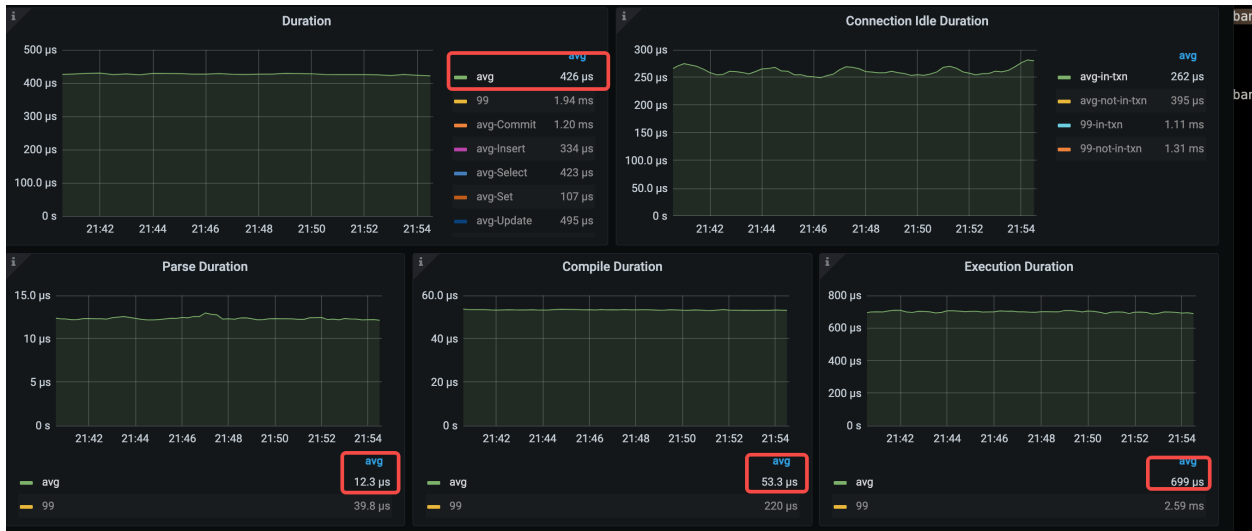 Duration
500 µs
400 µs
300 µs
200 µs
100.0 µs
0 s
21:42 21:44 21:46 21:48 21:50 21:52 21:54
avg
avg 426 µs
99 1.94 ms
avg-Commit 1.20 ms
avg-Insert 334 µs
avg-Select 423 µs
avg-Set 107 µs
avg-Update 495 µs
Connection Idle Duration
300 µs
250 µs
200 µs
150 µs
100.0 µs
50.0 µs
0 s
21:42 21:44 21:46 21:48 21:50 21:52 21:54
avg
avg-in-txn 262 µs
avg-not-in-txn 395 µs
99-in-txn 1.11 ms
99-not-in-txn 1.31 ms
bar
bar
Parse Duration
15.0 µs
10 µs
5 µs
0 s
21:42 21:44 21:46 21:48 21:50 21:52 21:54
avg
avg 12.3 µs
99 39.8 µs
Compile Duration
60.0 µs
40 µs
20 µs
0 s
21:42 21:44 21:46 21:48 21:50 21:52 21:54
avg
avg 53.3 µs
99 220 µs
Execution Duration
800 µs
600 µs
400 µs
200 µs
0 s
21:42 21:44 21:46 21:48 21:50 21:52 21:54
avg
avg 699 µs
99 2.59 ms